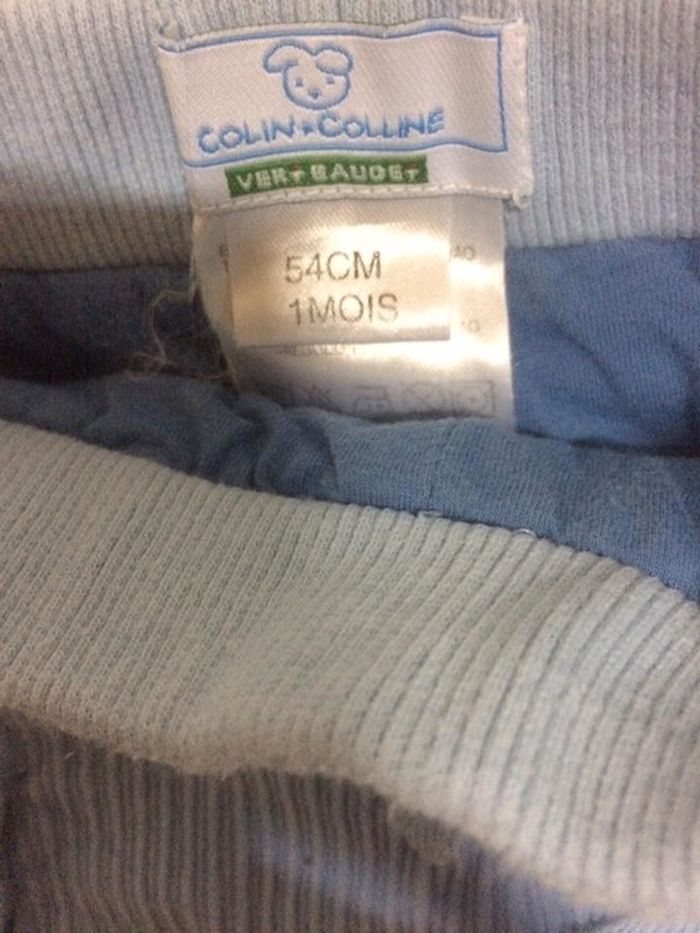 COLIN★COLLINE
VERTBAUDET
54CM
1MOIS